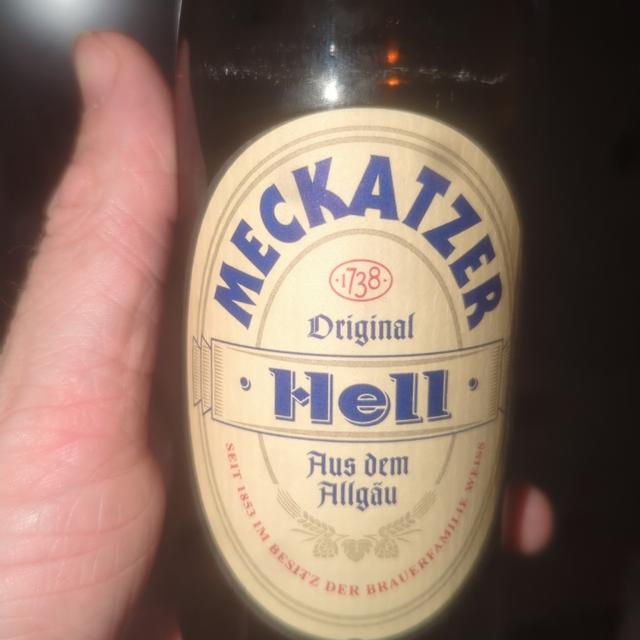 MECKATZER
·1738·
Original
· Hell ·
Aus dem
Allgäu
SEIT 1853 IM BESITZ DER BRAUERFAMILIE WEISS